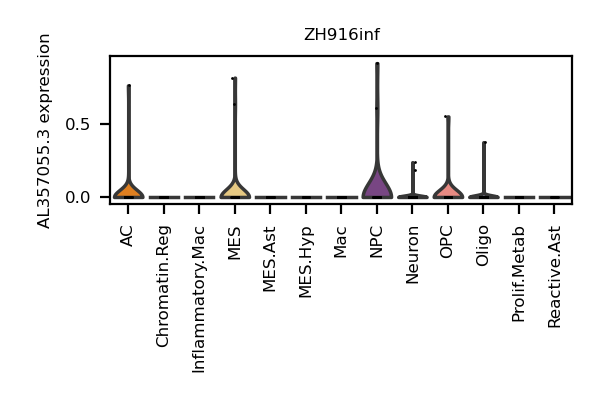 ZH916inf
AL357055.3 expression
0.5
0.0
AC
Chromatin.Reg
Inflammatory.Mac
MES
MES.Ast
MES.Hyp
Mac
NPC
Neuron
OPC
Oligo
Prolif.Metab
Reactive.Ast